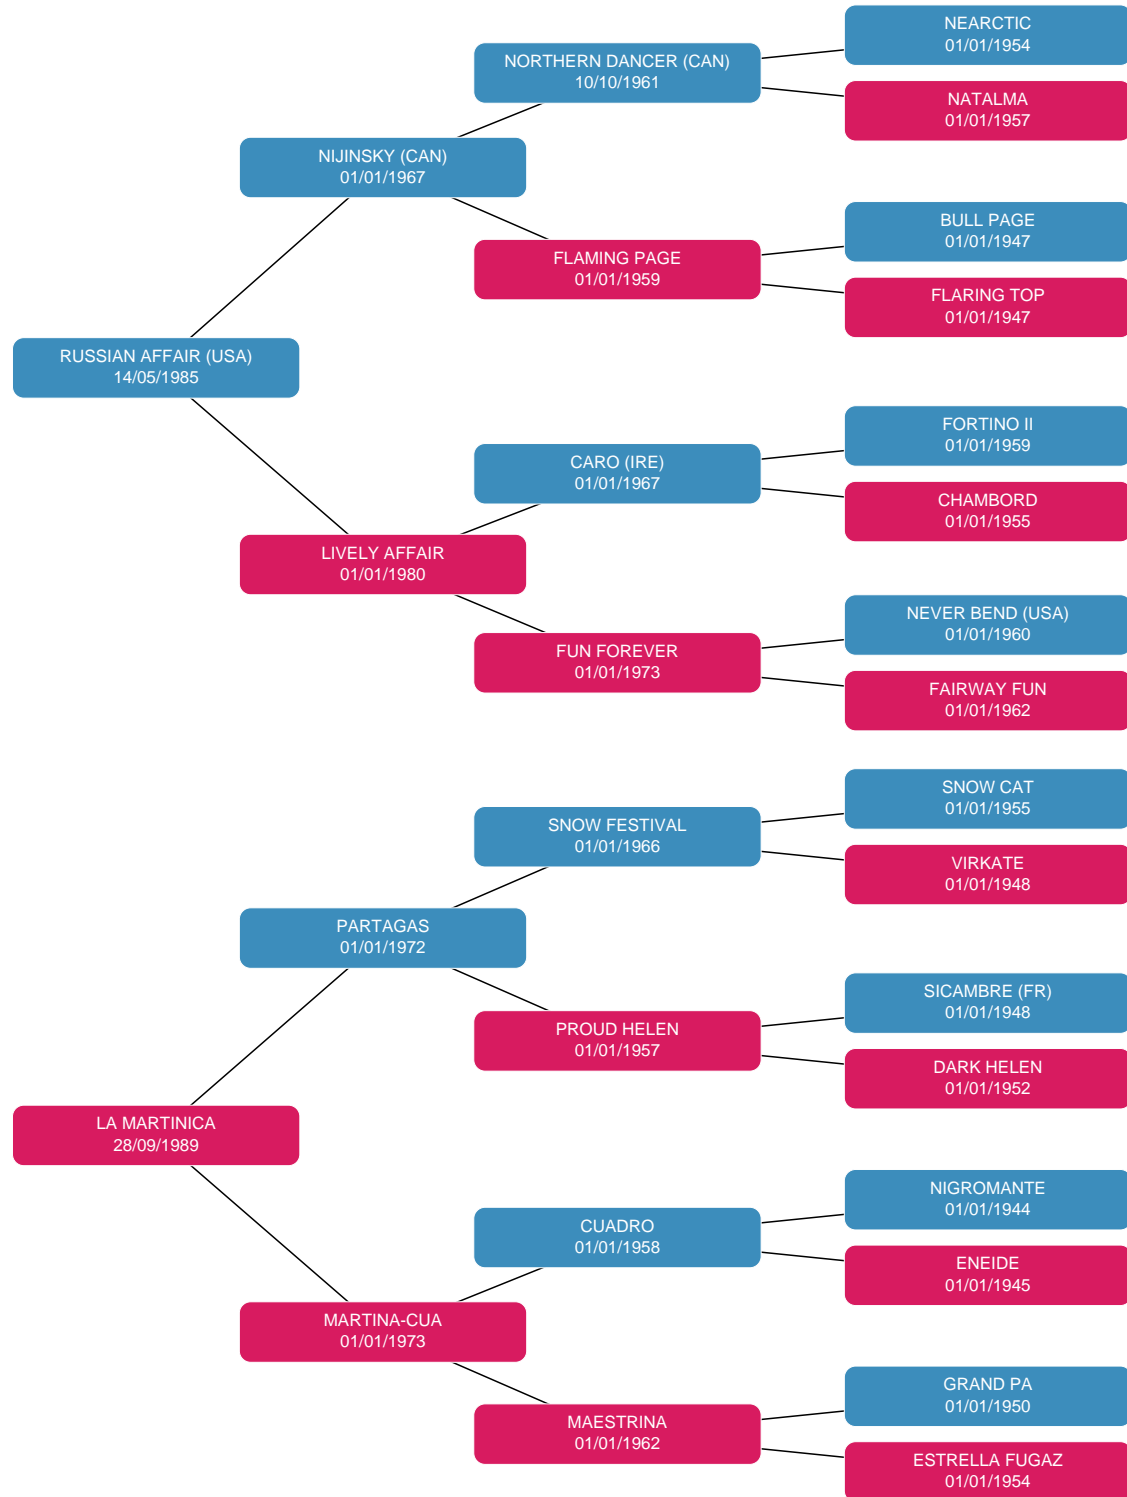 NEARCTIC
01/01/1954
NORTHERN DANCER (CAN)
10/10/1961
NATALMA
01/01/1957
NIJINSKY (CAN)
01/01/1967
BULL PAGE
01/01/1947
FLAMING PAGE
01/01/1959
FLARING TOP
01/01/1947
RUSSIAN AFFAIR (USA)
14/05/1985
FORTINO II
01/01/1959
CARO (IRE)
01/01/1967
CHAMBORD
01/01/1955
LIVELY AFFAIR
01/01/1980
NEVER BEND (USA)
01/01/1960
FUN FOREVER
01/01/1973
FAIRWAY FUN
01/01/1962
SNOW CAT
01/01/1955
SNOW FESTIVAL
01/01/1966
VIRKATE
01/01/1948
PARTAGAS
01/01/1972
SICAMBRE (FR)
01/01/1948
PROUD HELEN
01/01/1957
DARK HELEN
01/01/1952
LA MARTINICA
28/09/1989
NIGROMANTE
01/01/1944
CUADRO
01/01/1958
ENEIDE
01/01/1945
MARTINA-CUA
01/01/1973
GRAND PA
01/01/1950
MAESTRINA
01/01/1962
ESTRELLA FUGAZ
01/01/1954